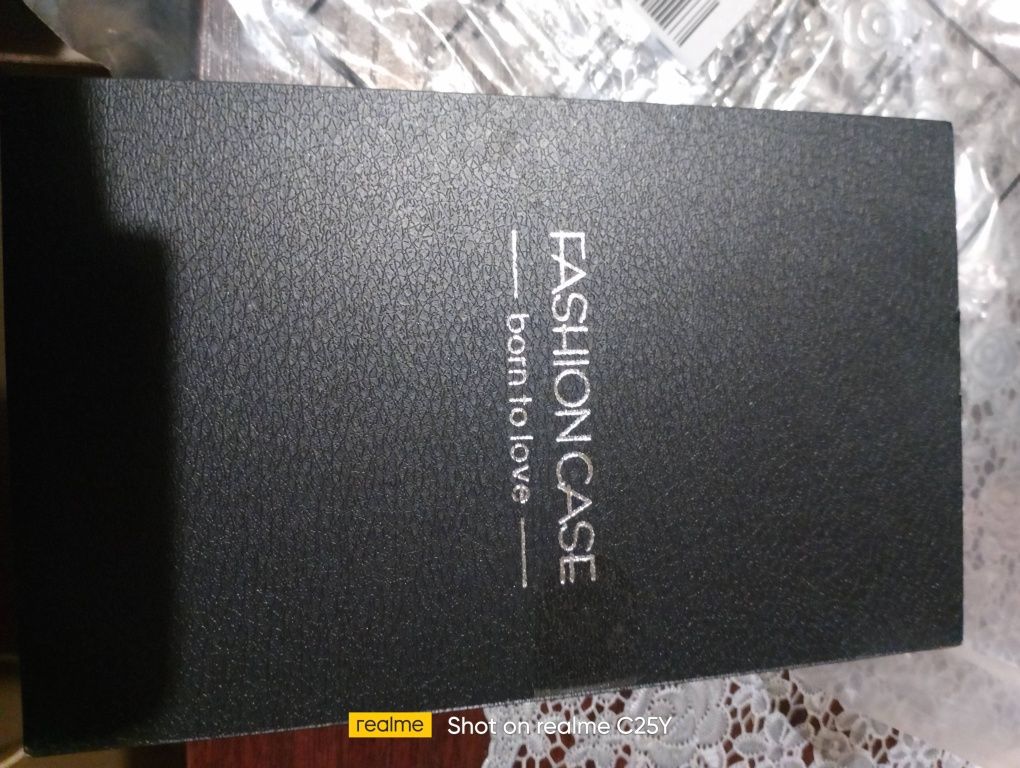 FASHION CASE
born to love
realme Shot on realme C25Y